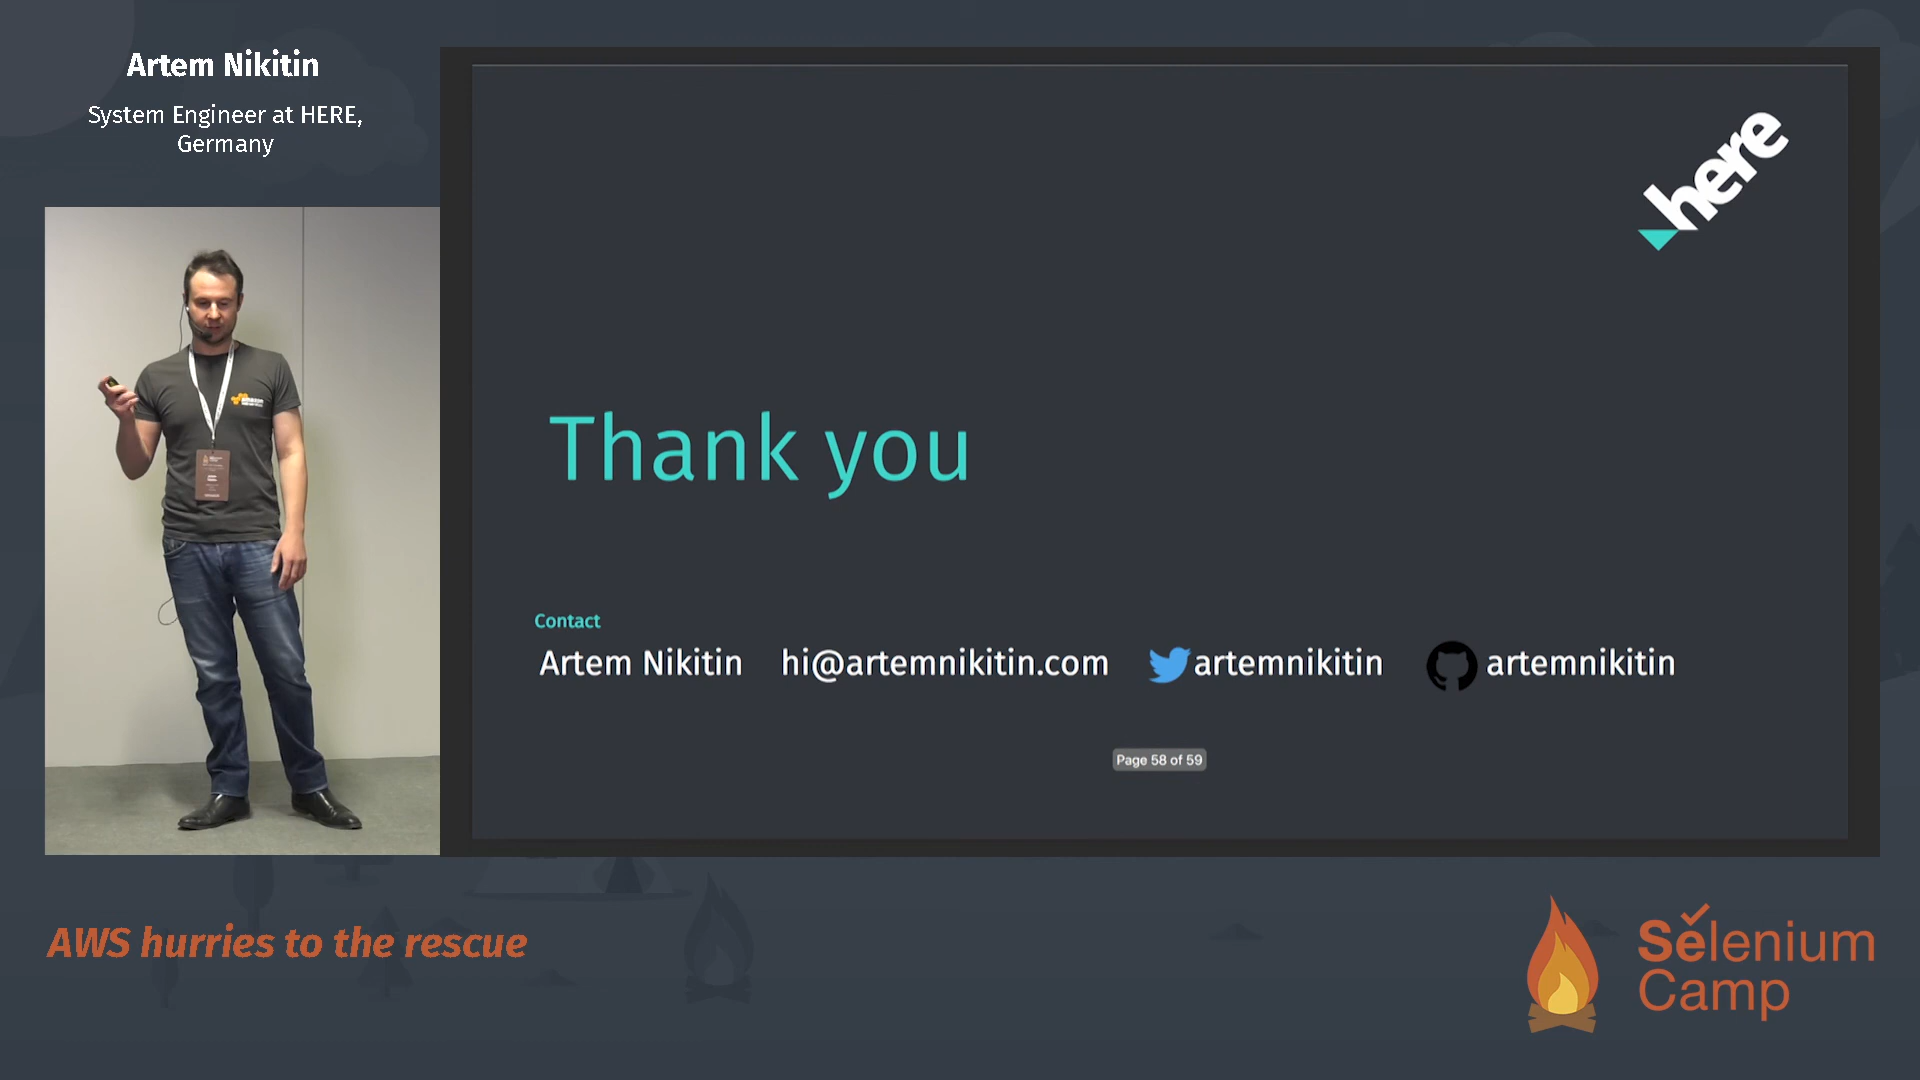 Artem Nikitin
System Engineer at HERE,
Germany
here
Thank you
Contact
Artem Nikitin hi@artemnikitin.com artemnikitin artemnikitin
Page 58 of 59
AWS hurries to the rescue
Selenium
Camp
amazon